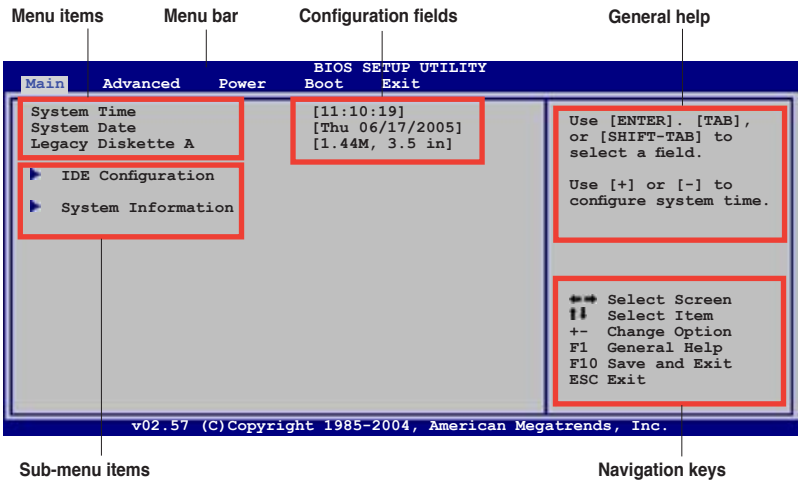 Menu items Menu bar Configuration fields General help
BIOS SETUP UTILITY
Main Advanced Power Boot Exit
System Time [11:10:19]
System Date [Thu 06/17/2005]
Legacy Diskette A [1.44M, 3.5 in]
IDE Configuration
System Information
Use [ENTER]. [TAB],
or [SHIFT-TAB] to
select a field.
Use [+] or [-] to
configure system time.
Select Screen
Select Item
+- Change Option
F1 General Help
F10 Save and Exit
ESC Exit
v02.57 (C)Copyright 1985-2004, American Megatrends, Inc.
Sub-menu items Navigation keys